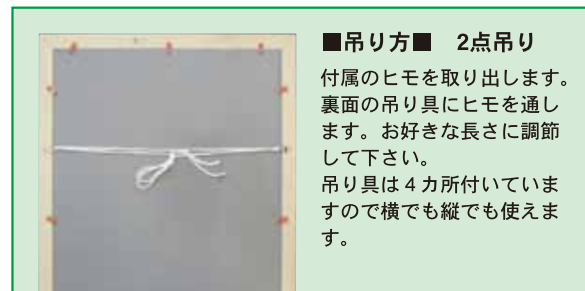 ■吊り方■　2点吊り
付属のヒモを取り出します。
裏面の吊り具にヒモを通し
ます。お好きな長さに調節
して下さい。
吊り具は４カ所付いていま
すので横でも縦でも使えま
す。